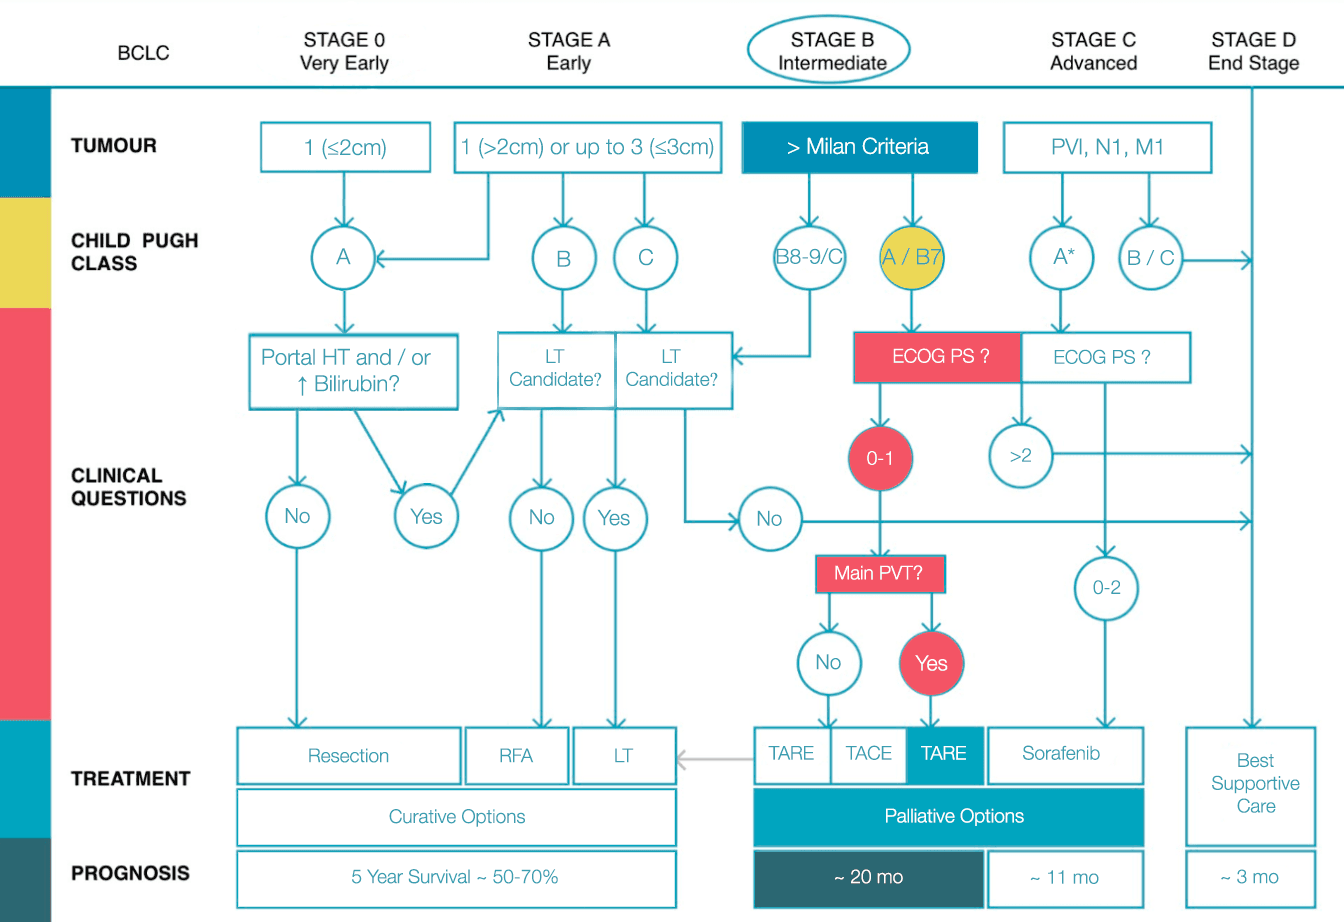 BCLC
STAGE 0
Very Early
STAGE A
Early
STAGE B
Intermediate
STAGE C
Advanced
STAGE D
End Stage
TUMOUR
1 (≤2cm)
1 (>2cm) or up to 3 (≤3cm)
> Milan Criteria
PVI, N1, M1
CHILD PUGH
CLASS
A
B
C
B8-9/C
A / B7
A*
B / C
CLINICAL
QUESTIONS
Portal HT and / or
↑ Bilirubin?
LT
Candidate?
LT
Candidate?
ECOG PS ?
ECOG PS ?
0-1
>2
No
Yes
No
Yes
No
Main PVT?
0-2
No
Yes
TREATMENT
Resection
RFA
LT
TARE
TACE
TARE
Sorafenib
Best
Supportive
Care
Curative Options
Palliative Options
PROGNOSIS
5 Year Survival ~ 50-70%
~ 20 mo
~ 11 mo
~ 3 mo